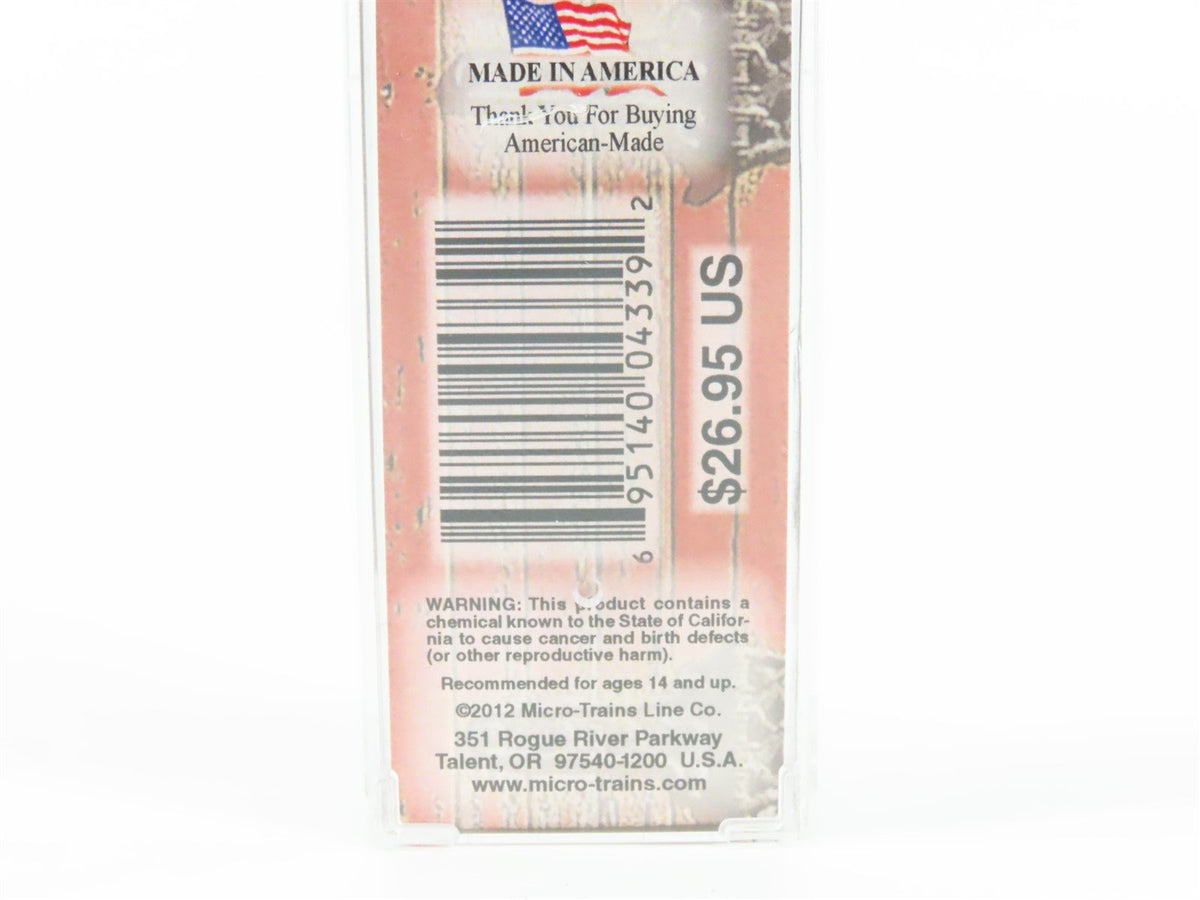 MADE IN AMERICA
Thank You For Buying
American-Made
6 95140 04339 2
$26.95 US
WARNING: This product contains a
chemical known to the State of Califor-
nia to cause cancer and birth defects
(or other reproductive harm).
Recommended for ages 14 and up.
©2012 Micro-Trains Line Co.
351 Rogue River Parkway
Talent, OR 97540-1200 U.S.A.
www.micro-trains.com